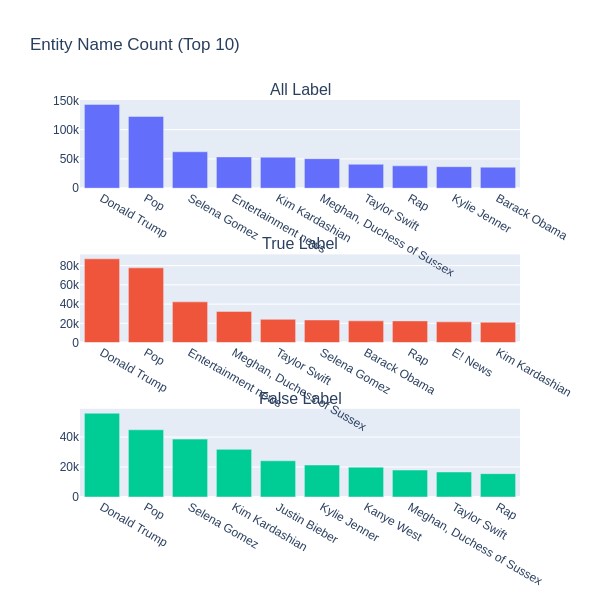 Entity Name Count (Top 10)
All Label
150k
100k
50k
0
Donald Trump
Pop
Selena Gomez
Entertainment news
Kim Kardashian
Meghan, Duchess of Sussex
Taylor Swift
Rap
Kylie Jenner
Barack Obama
True Label
80k
60k
40k
20k
0
Donald Trump
Pop
Entertainment news
Meghan, Duchess of Sussex
Taylor Swift
Selena Gomez
Barack Obama
Rap
E! News
Kim Kardashian
False Label
40k
20k
0
Donald Trump
Pop
Selena Gomez
Kim Kardashian
Justin Bieber
Kylie Jenner
Kanye West
Meghan, Duchess of Sussex
Taylor Swift
Rap